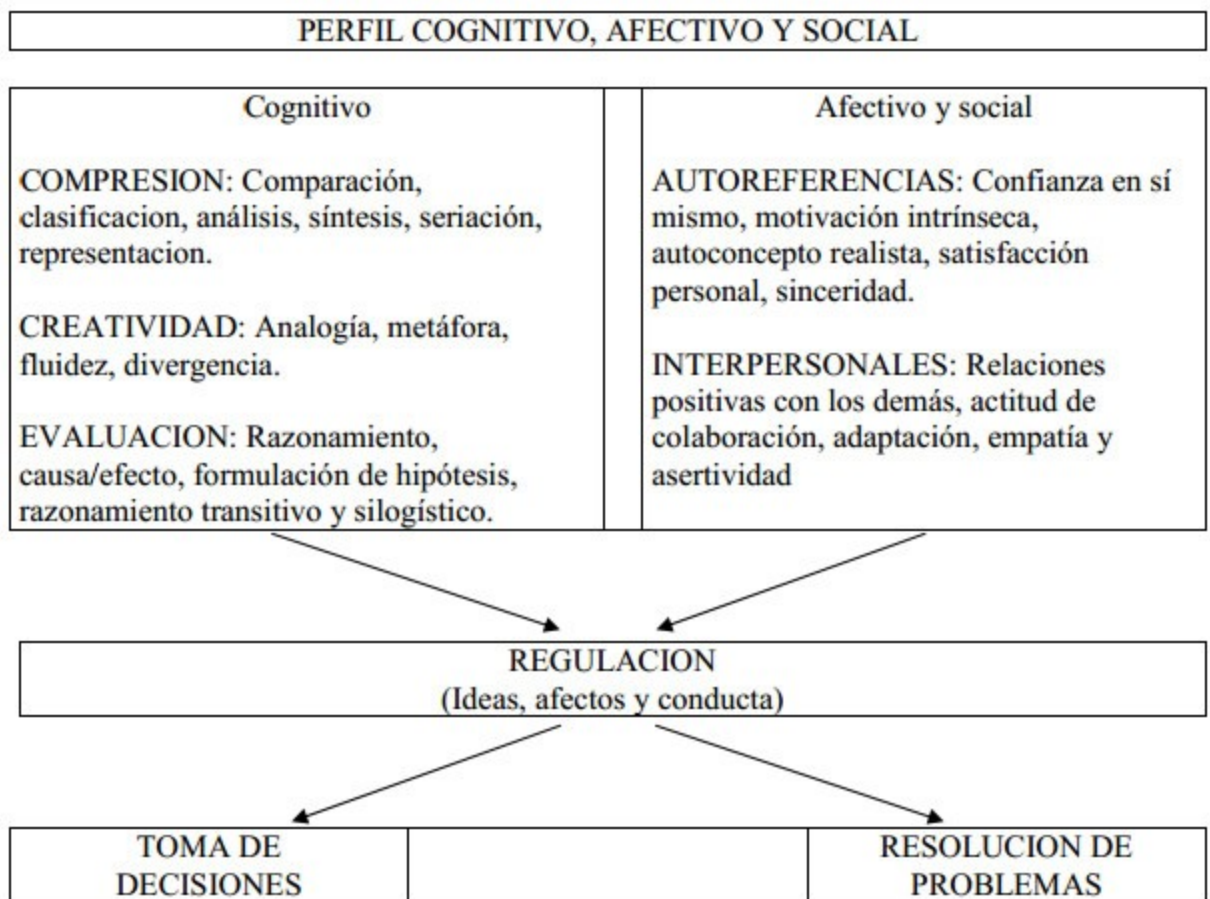 PERFIL COGNITIVO, AFECTIVO Y SOCIAL
Cognitivo
COMPRESION: Comparación,
clasificacion, análisis, síntesis, seriación,
representacion.
CREATIVIDAD: Analogía, metáfora,
fluidez, divergencia.
EVALUACION: Razonamiento,
causa/efecto, formulación de hipótesis,
razonamiento transitivo y silogístico.
Afectivo y social
AUTOREFERENCIAS: Confianza en sí
mismo, motivación intrínseca,
autoconcepto realista, satisfacción
personal, sinceridad.
INTERPERSONALES: Relaciones
positivas con los demás, actitud de
colaboración, adaptación, empatía y
asertividad
REGULACION
(Ideas, afectos y conducta)
TOMA DE
DECISIONES
RESOLUCION DE
PROBLEMAS